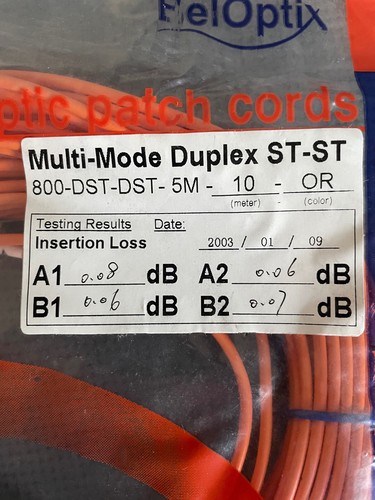 HelOptix
optic patch cords
Multi-Mode Duplex ST-ST
800-DST-DST- 5M - 10 - OR
(meter) - (color)
Testing Results Date:
Insertion Loss 2003 / 01 / 09
A1 0.08 dB A2 0.06 dB
B1 0.06 dB B2 0.07 dB